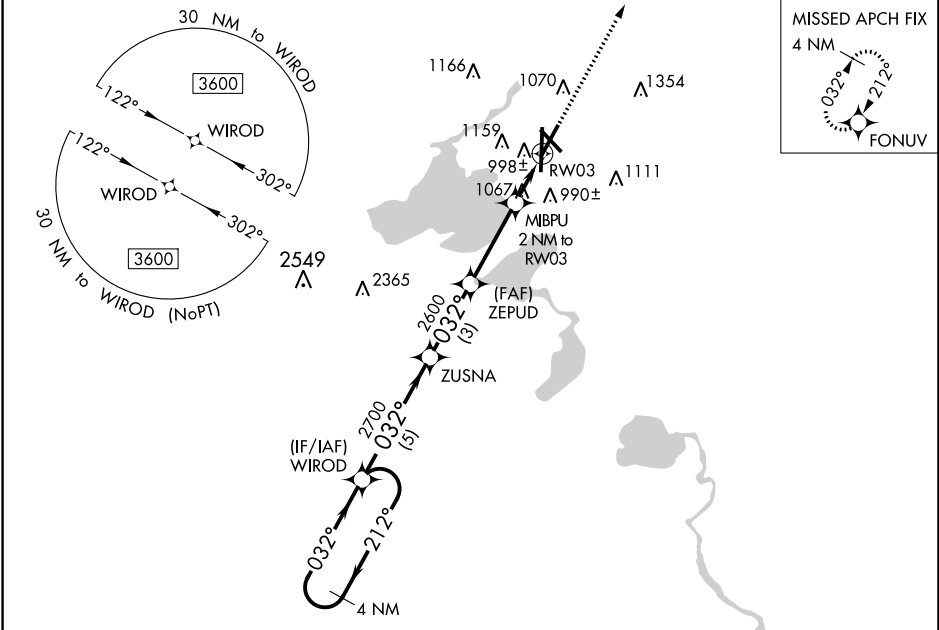 30 NM to WIROD
3600
122°
WIROD
302°
122°
WIROD
302°
3600
30 NM to WIROD (NoPT)
MISSED APCH FIX
4 NM
032°
212°
FONUV
1166
1070
1354
1159
998±
RW03
1111
1067
990±
MIBPU
2 NM to
RW03
2549
2365
(FAF)
ZEPUD
2600
032°
(3)
ZUSNA
2700
032°
(5)
(IF/IAF)
WIROD
032°
212°
4 NM